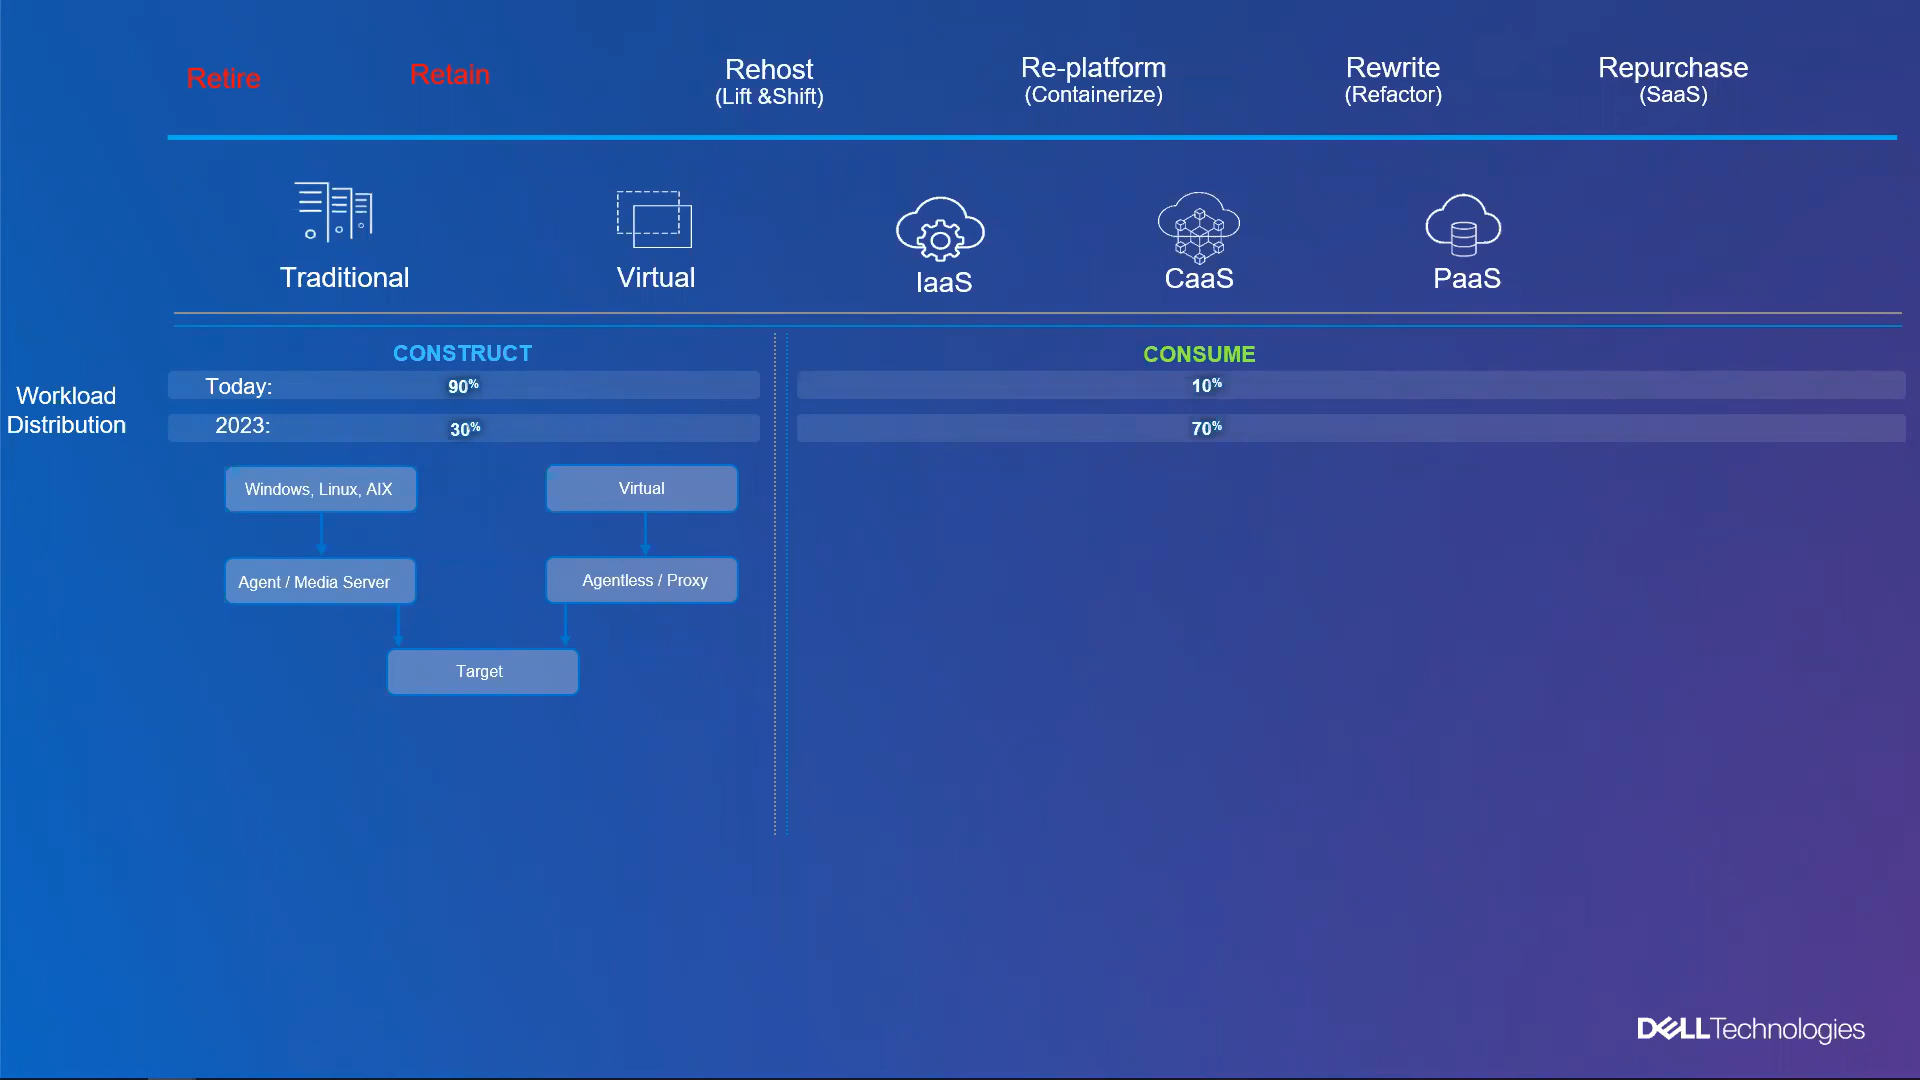 Retire
Retain
Rehost
(Lift &Shift)
Re-platform
(Containerize)
Rewrite
(Refactor)
Repurchase
(SaaS)
Traditional
Virtual
IaaS
CaaS
PaaS
CONSTRUCT
CONSUME
Workload
Distribution
Today:
90%
10%
2023:
30%
70%
Windows, Linux, AIX
Virtual
Agent / Media Server
Agentless / Proxy
Target
DELLTechnologies